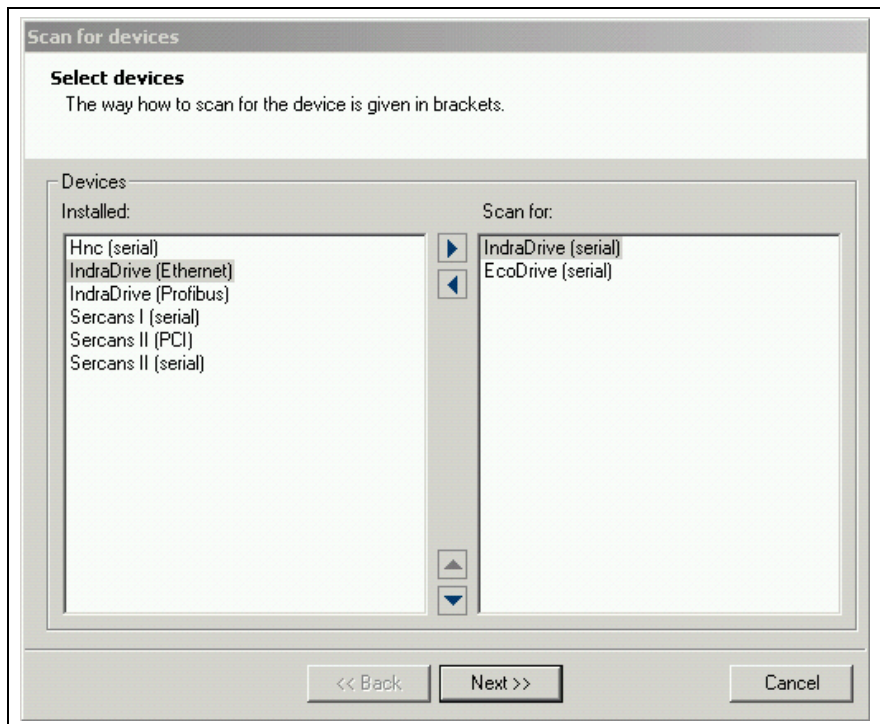 Scan for devices
Select devices
The way how to scan for the device is given in brackets.
Devices
Installed:
Hnc (serial)
IndraDrive (Ethernet)
IndraDrive (Profibus)
Sercans I (serial)
Sercans II (PCI)
Sercans II (serial)
Scan for:
IndraDrive (serial)
EcoDrive (serial)
<< Back
Next >>
Cancel